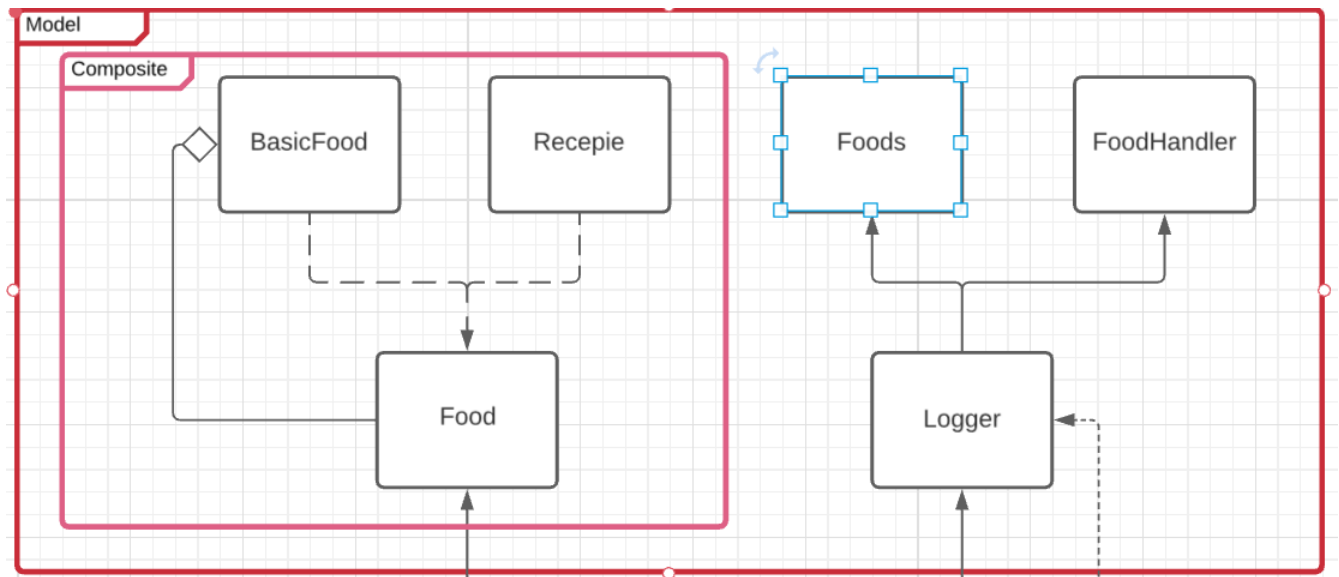 Model
Composite
BasicFood
Recepie
Foods
FoodHandler
Food
Logger